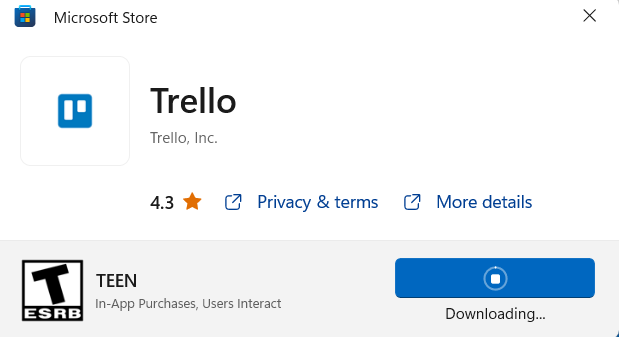 Microsoft Store
Trello
Trello, Inc.
4.3 Privacy & terms More details
T
ESRB
TEEN
In-App Purchases, Users Interact
Downloading...